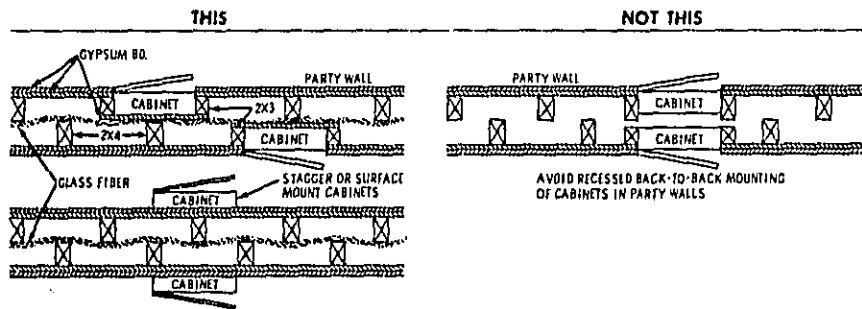 THIS
NOT THIS
GYPSUM BD.
PARTY WALL
CABINET
2X3
2X4
CABINET
GLASS FIBER
STAGGER OR SURFACE
MOUNT CABINETS
CABINET
CABINET
PARTY WALL
CABINET
CABINET
AVOID RECESSED BACK-TO-BACK MOUNTING
OF CABINETS IN PARTY WALLS